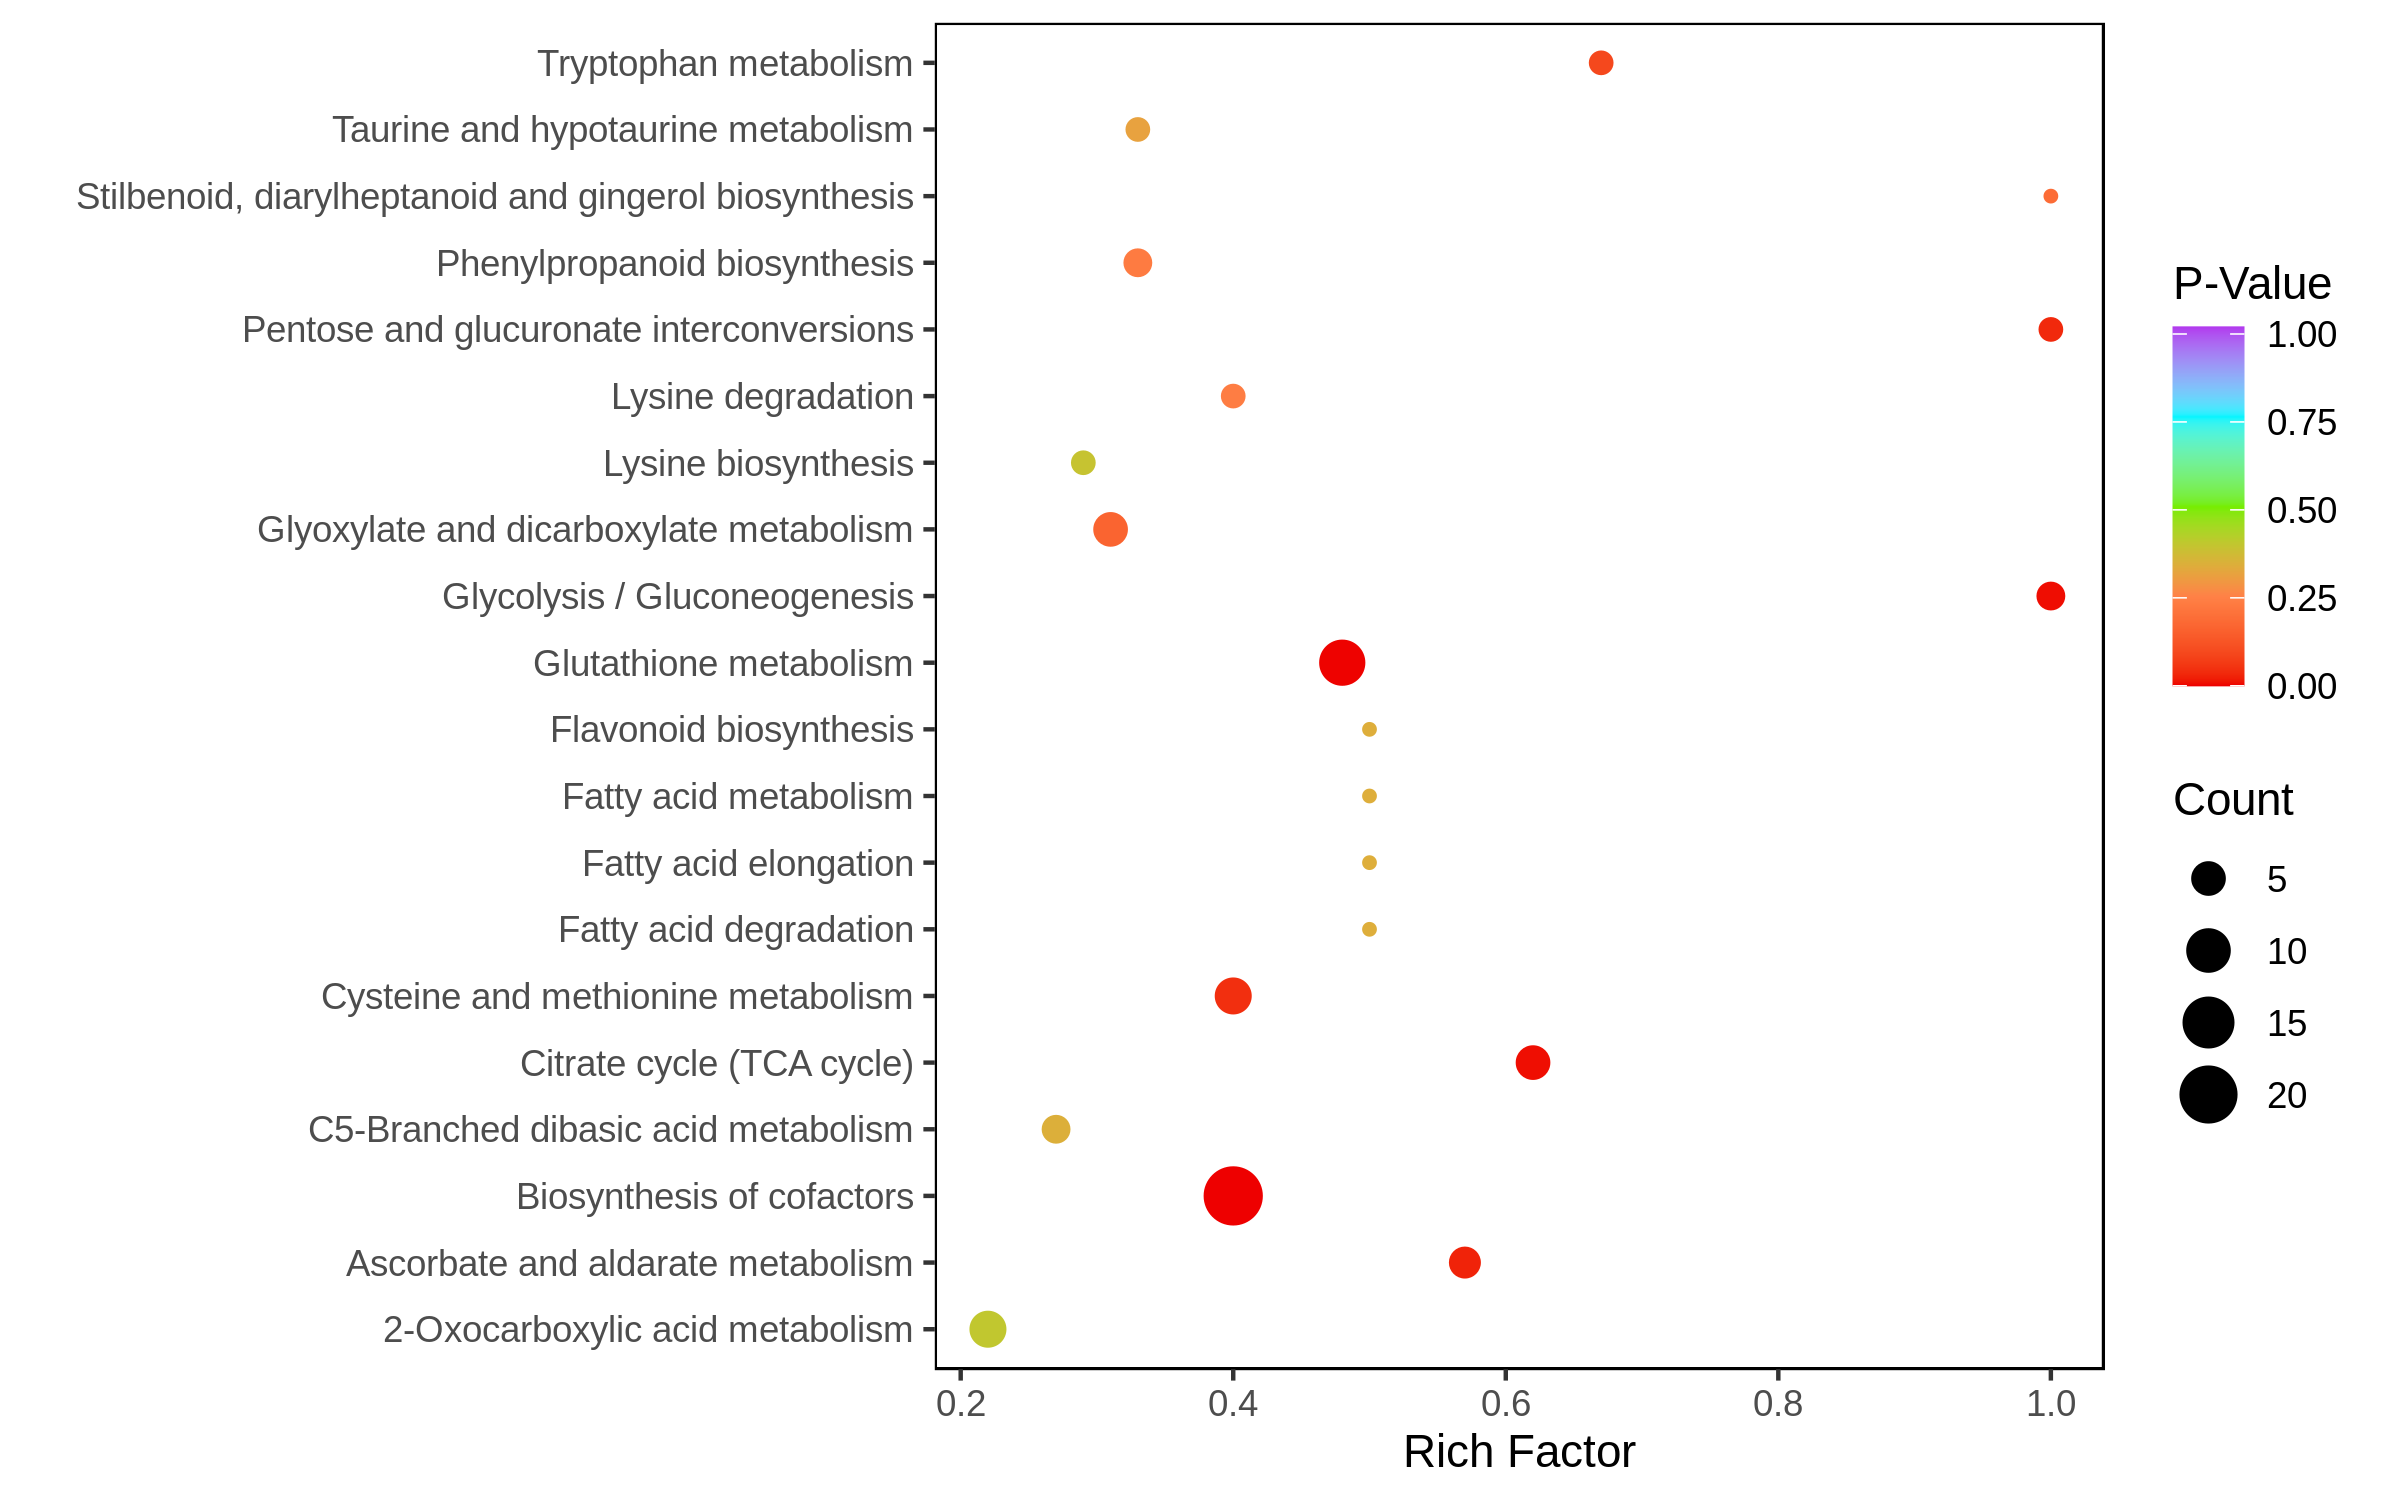 Tryptophan metabolism
Taurine and hypotaurine metabolism
Stilbenoid, diarylheptanoid and gingerol biosynthesis
Phenylpropanoid biosynthesis
Pentose and glucuronate interconversions
Lysine degradation
Lysine biosynthesis
Glyoxylate and dicarboxylate metabolism
Glycolysis / Gluconeogenesis
Glutathione metabolism
Flavonoid biosynthesis
Fatty acid metabolism
Fatty acid elongation
Fatty acid degradation
Cysteine and methionine metabolism
Citrate cycle (TCA cycle)
C5-Branched dibasic acid metabolism
Biosynthesis of cofactors
Ascorbate and aldarate metabolism
2-Oxocarboxylic acid metabolism
0.2 0.4 0.6 0.8 1.0
Rich Factor
P-Value
1.00
0.75
0.50
0.25
0.00
Count
5
10
15
20